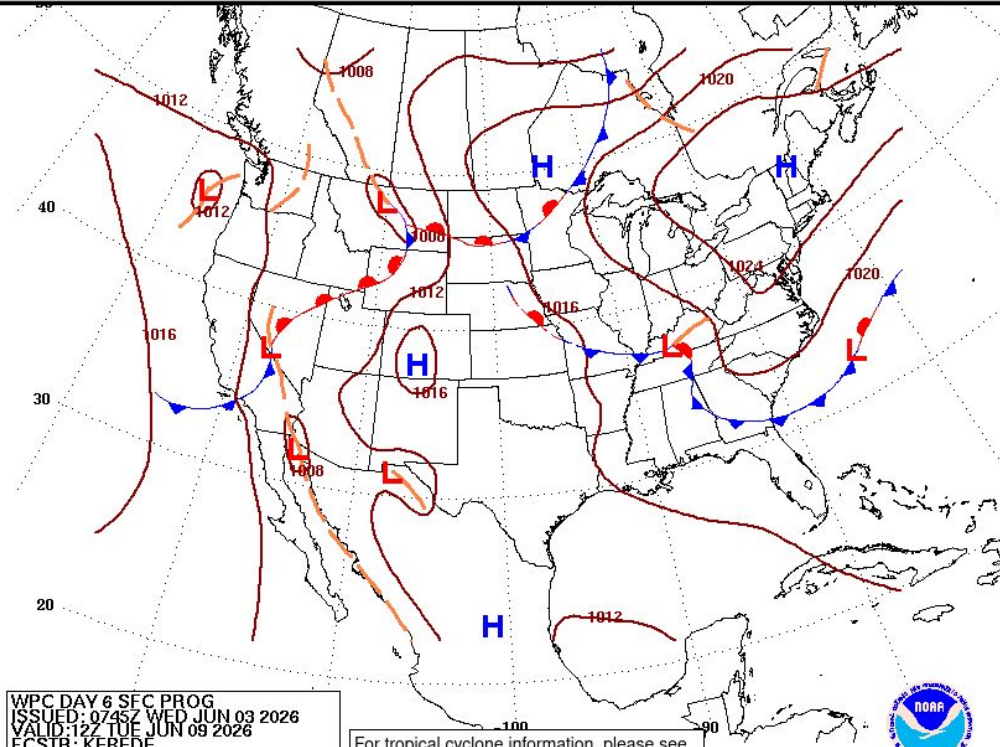 1008
1020
1012
H
H
L
1012
L
40
1008
1024
1020
1012
1016
1016
L
L
L
H
1016
30
L
1008
L
20
H
1012
WPC DAY 6 SFC PROG
ISSUED: 0745Z WED JUN 03 2026
VALID:12Z TUE JUN 09 2026
FCSTR: KEBEDE
-100
-90
For tropical cyclone information, please see
NOAA